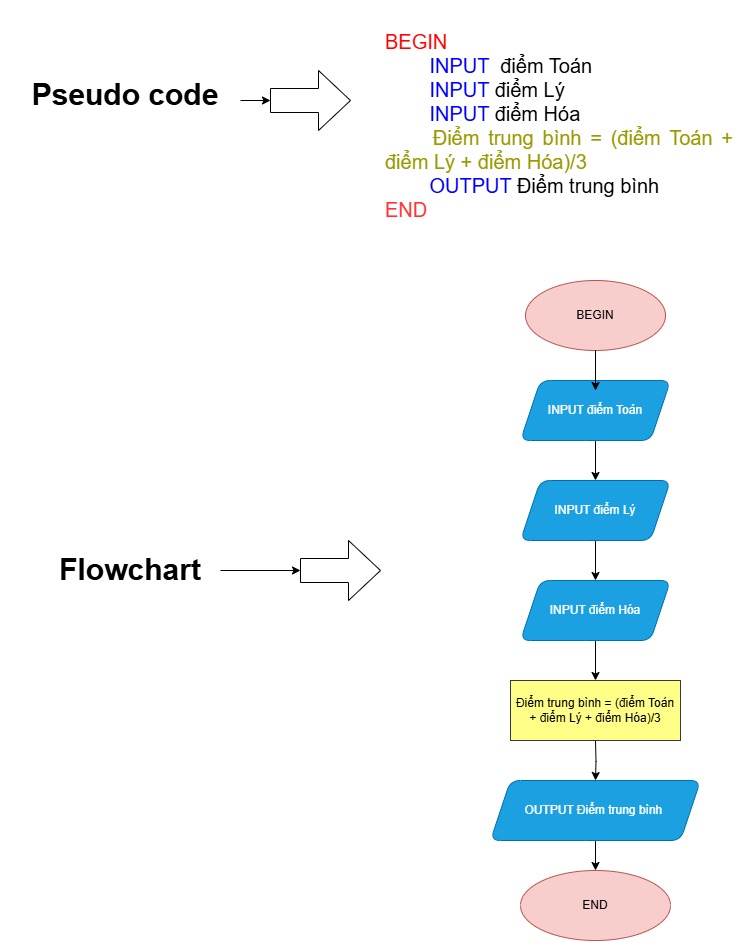 Pseudo code
BEGIN
INPUT điểm Toán
INPUT điểm Lý
INPUT điểm Hóa
Điểm trung bình = (điểm Toán +
điểm Lý + điểm Hóa)/3
OUTPUT Điểm trung bình
END
Flowchart
BEGIN
INPUT điểm Toán
INPUT điểm Lý
INPUT điểm Hóa
Điểm trung bình = (điểm Toán
+ điểm Lý + điểm Hóa)/3
OUTPUT Điểm trung bình
END